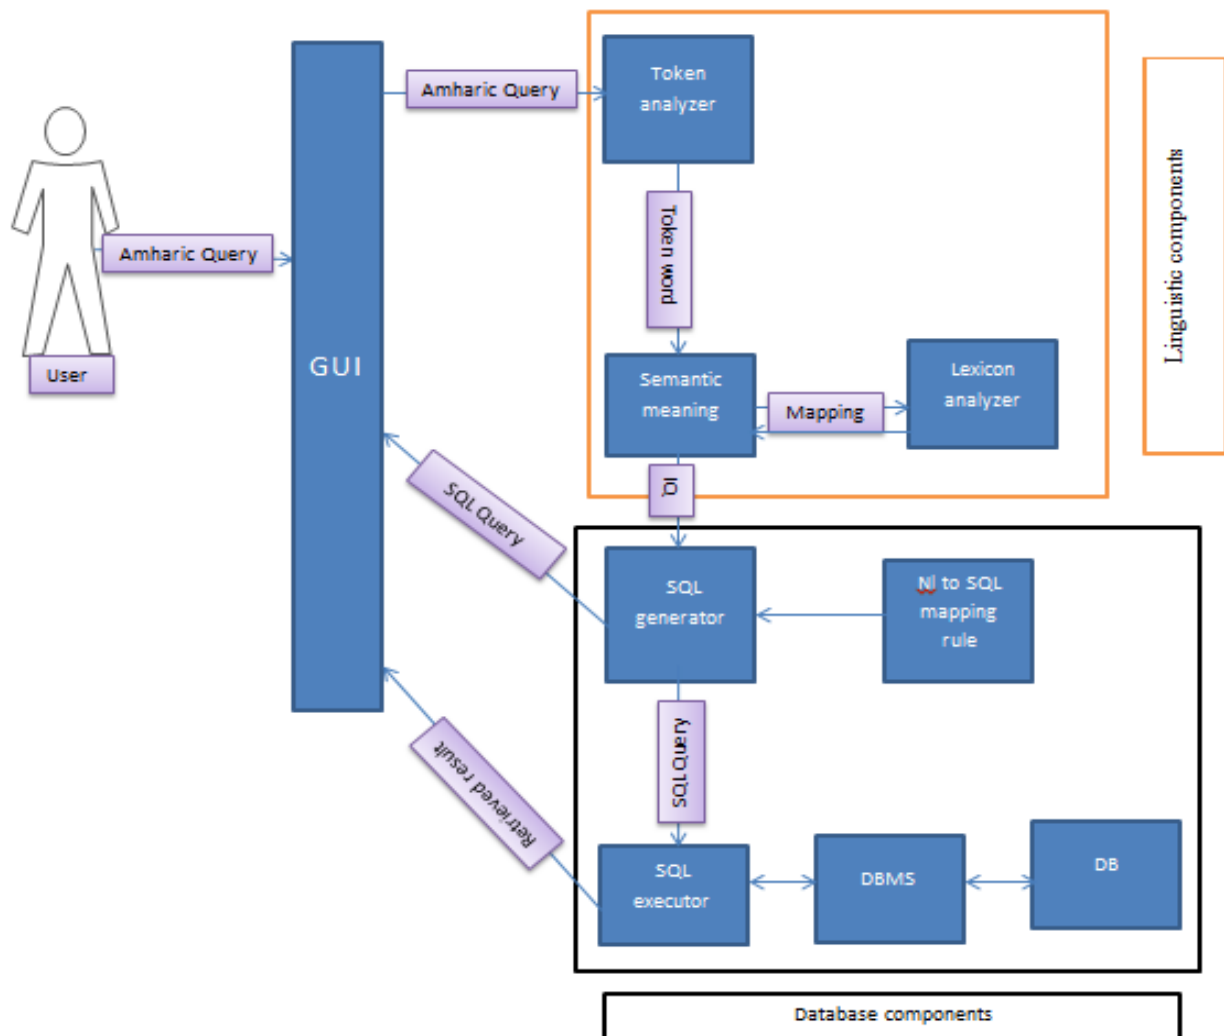 Token
analyzer
Amharic Query
Linguistic components
Token word
Amharic Query
User
GUI
Semantic
meaning
Mapping
Lexicon
analyzer
IQ
SQL Query
SQL
generator
Nl to SQL
mapping
rule
SQL Query
Retrieved result
SQL
executor
DBMS
DB
Database components